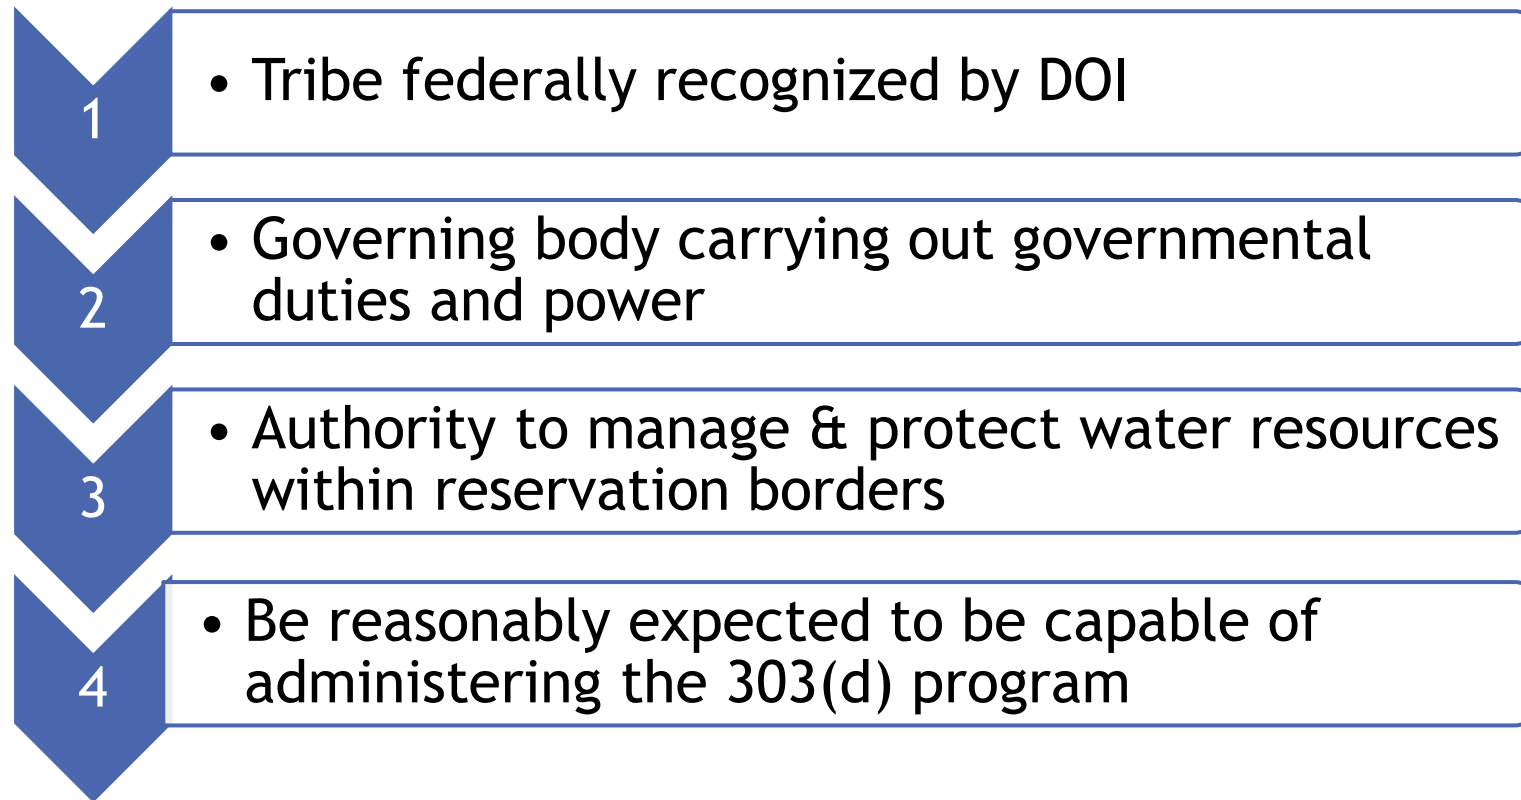 1
• Tribe federally recognized by DOI
2
• Governing body carrying out governmental
duties and power
3
• Authority to manage & protect water resources
within reservation borders
4
• Be reasonably expected to be capable of
administering the 303(d) program